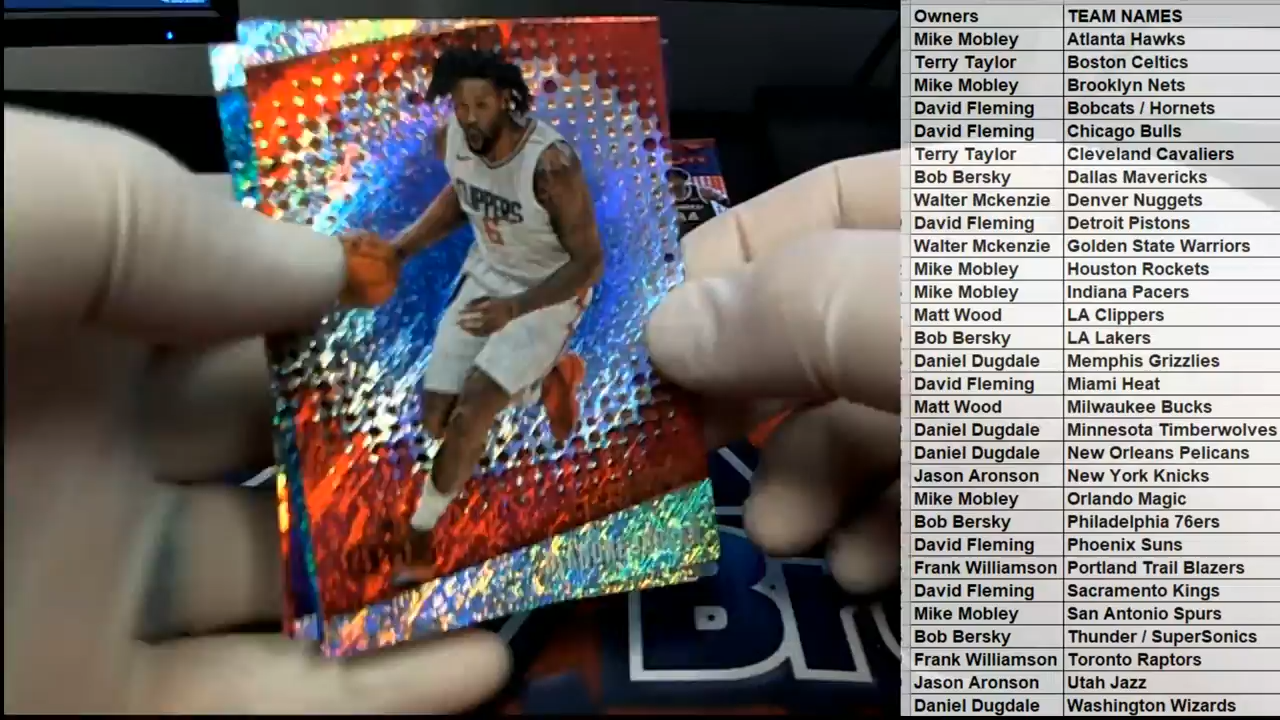 CLIPPERS
6
Br
Owners TEAM NAMES
Mike Mobley Atlanta Hawks
Terry Taylor Boston Celtics
Mike Mobley Brooklyn Nets
David Fleming Bobcats / Hornets
David Fleming Chicago Bulls
Terry Taylor Cleveland Cavaliers
Bob Bersky Dallas Mavericks
Walter Mckenzie Denver Nuggets
David Fleming Detroit Pistons
Walter Mckenzie Golden State Warriors
Mike Mobley Houston Rockets
Mike Mobley Indiana Pacers
Matt Wood LA Clippers
Bob Bersky LA Lakers
Daniel Dugdale Memphis Grizzlies
David Fleming Miami Heat
Matt Wood Milwaukee Bucks
Daniel Dugdale Minnesota Timberwolves
Daniel Dugdale New Orleans Pelicans
Jason Aronson New York Knicks
Mike Mobley Orlando Magic
Bob Bersky Philadelphia 76ers
David Fleming Phoenix Suns
Frank Williamson Portland Trail Blazers
David Fleming Sacramento Kings
Mike Mobley San Antonio Spurs
Bob Bersky Thunder / SuperSonics
Frank Williamson Toronto Raptors
Jason Aronson Utah Jazz
Daniel Dugdale Washington Wizards